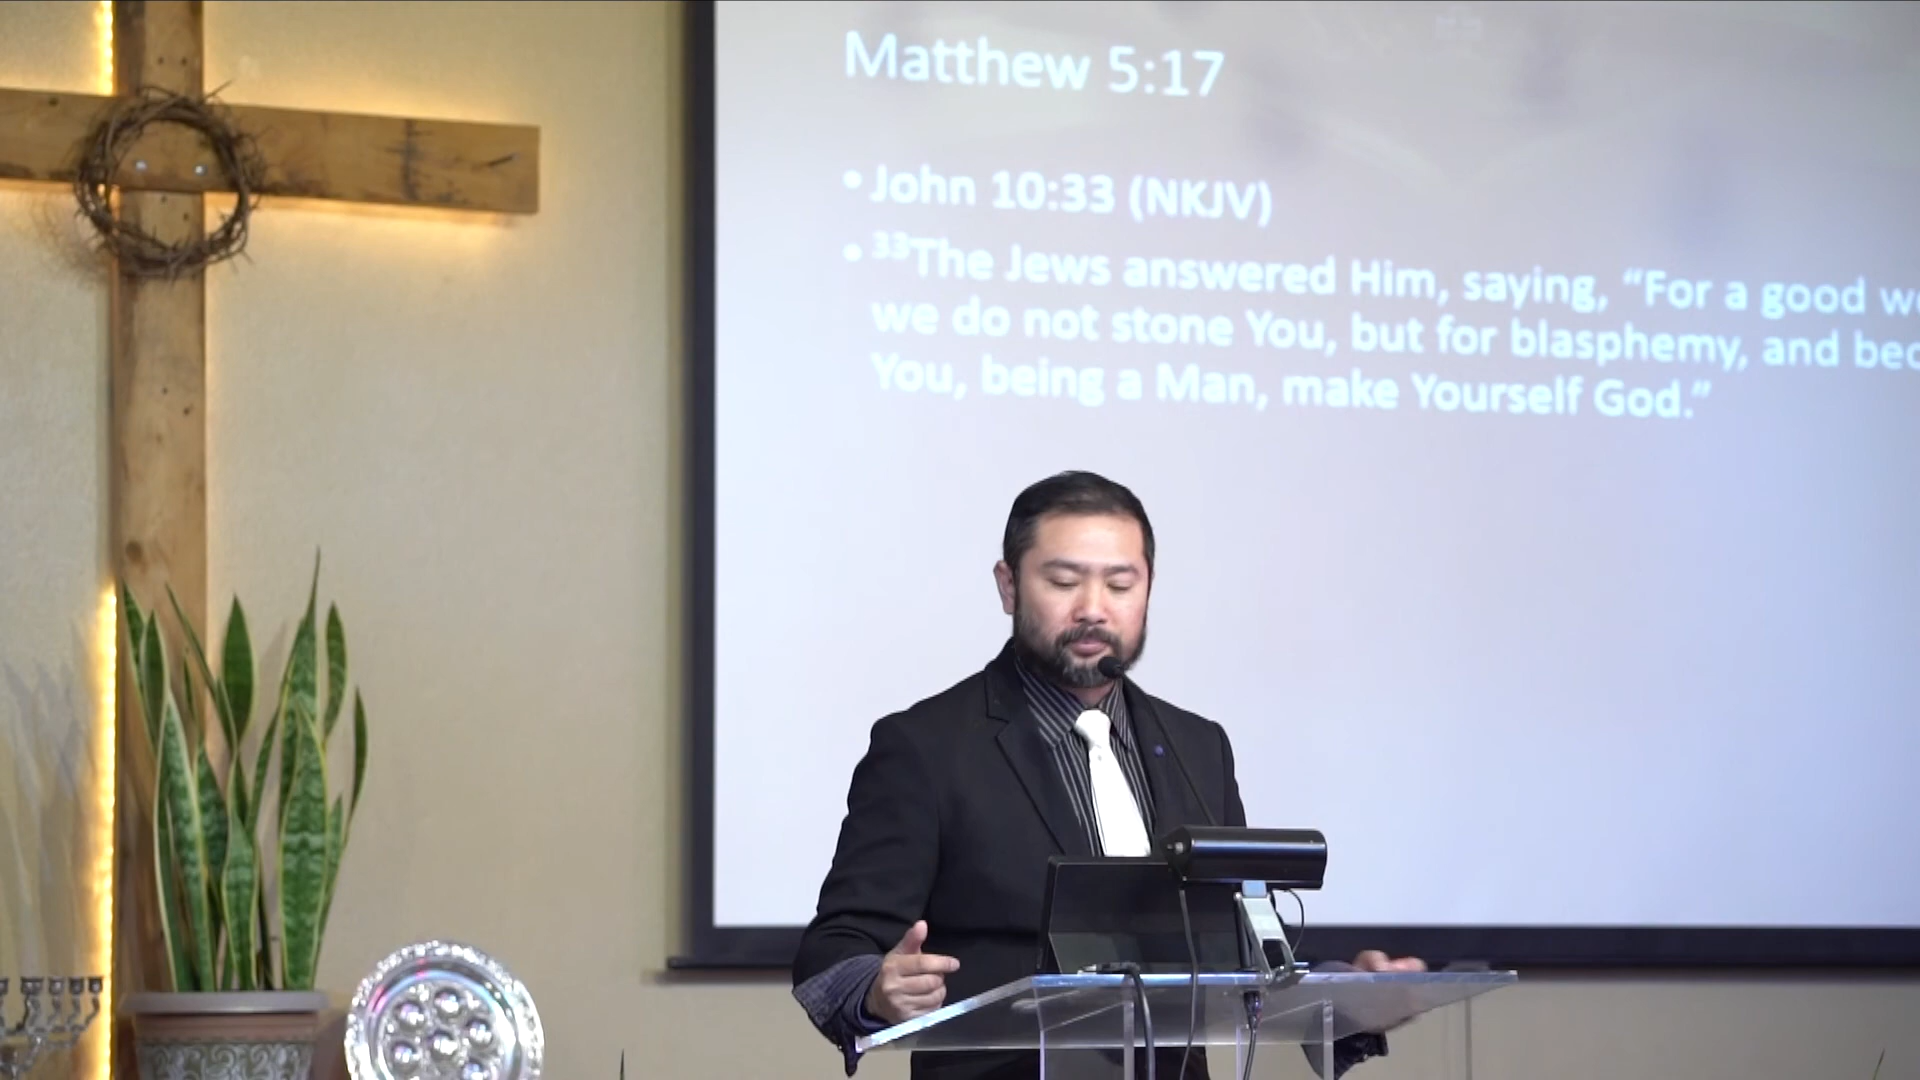 Matthew 5:17
• John 10:33 (NKJV)
• ³³The Jews answered Him, saying, “For a good
we do not stone You, but for blasphemy, and
You, being a Man, make Yourself God.”